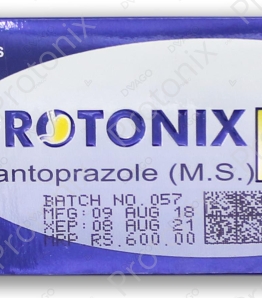 ROTONIX
antoprazole (M.S.)
BATCH NO.057
MFG:09 AUG 18
XEP:08 AUG 21
MRP RS.600.00